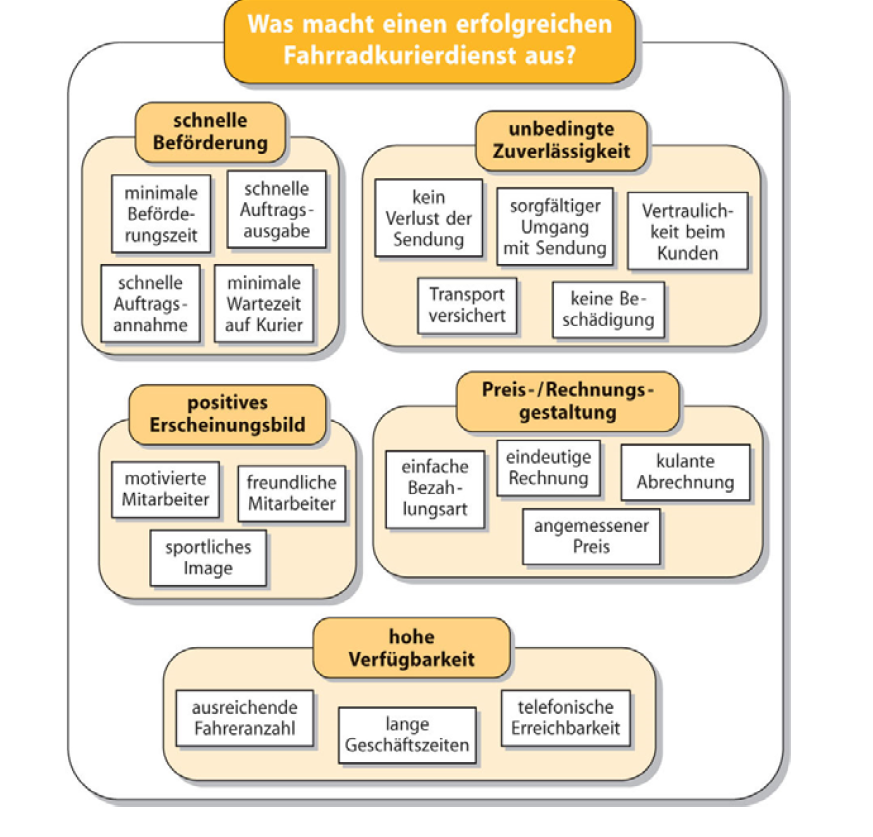 Was macht einen erfolgreichen
Fahrradkurierdienst aus?
schnelle
Beförderung
minimale
Beförde-
rungszeit
schnelle
Auftrags-
ausgabe
schnelle
Auftrags-
annahme
minimale
Wartezeit
auf Kurier
unbedingte
Zuverlässigkeit
kein
Verlust der
Sendung
sorgfältiger
Umgang
mit Sendung
Vertraulich-
keit beim
Kunden
Transport
versichert
keine Be-
schädigung
positives
Erscheinungsbild
motivierte
Mitarbeiter
freundliche
Mitarbeiter
sportliches
Image
Preis-/Rechnungs-
gestaltung
einfache
Bezah-
lungsart
eindeutige
Rechnung
kulante
Abrechnung
angemessener
Preis
hohe
Verfügbarkeit
ausreichende
Fahreranzahl
lange
Geschäftszeiten
telefonische
Erreichbarkeit